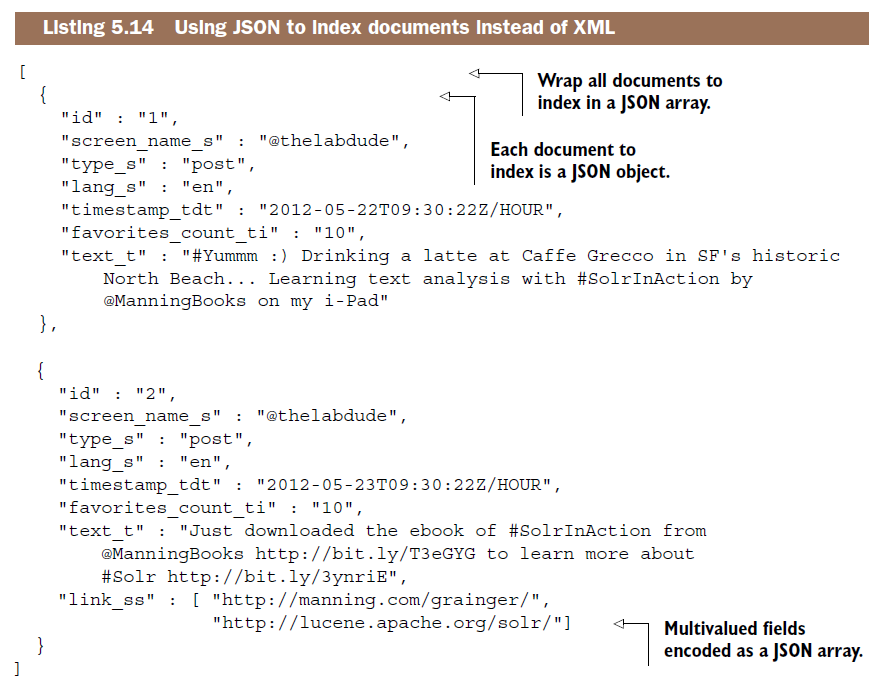 Listing 5.14 Using JSON to index documents instead of XML
[
Wrap all documents to
index in a JSON array.
{
"id" : "1",
"screen_name_s" : "@thelabdude",
Each document to
index is a JSON object.
"type_s" : "post",
"lang_s" : "en",
"timestamp_tdt" : "2012-05-22T09:30:22Z/HOUR",
"favorites_count_ti" : "10",
"text_t" : "#Yummm :) Drinking a latte at Caffe Grecco in SF's historic
North Beach... Learning text analysis with #SolrInAction by
@ManningBooks on my i-Pad"
},
{
"id" : "2",
"screen_name_s" : "@thelabdude",
"type_s" : "post",
"lang_s" : "en",
"timestamp_tdt" : "2012-05-23T09:30:22Z/HOUR",
"favorites_count_ti" : "10",
"text_t" : "Just downloaded the ebook of #SolrInAction from
@ManningBooks http://bit.ly/T3eGYG to learn more about
#Solr http://bit.ly/3ynriE",
"link_ss" : [ "http://manning.com/grainger/",
"http://lucene.apache.org/solr/"]
Multivalued fields
encoded as a JSON array.
}
]